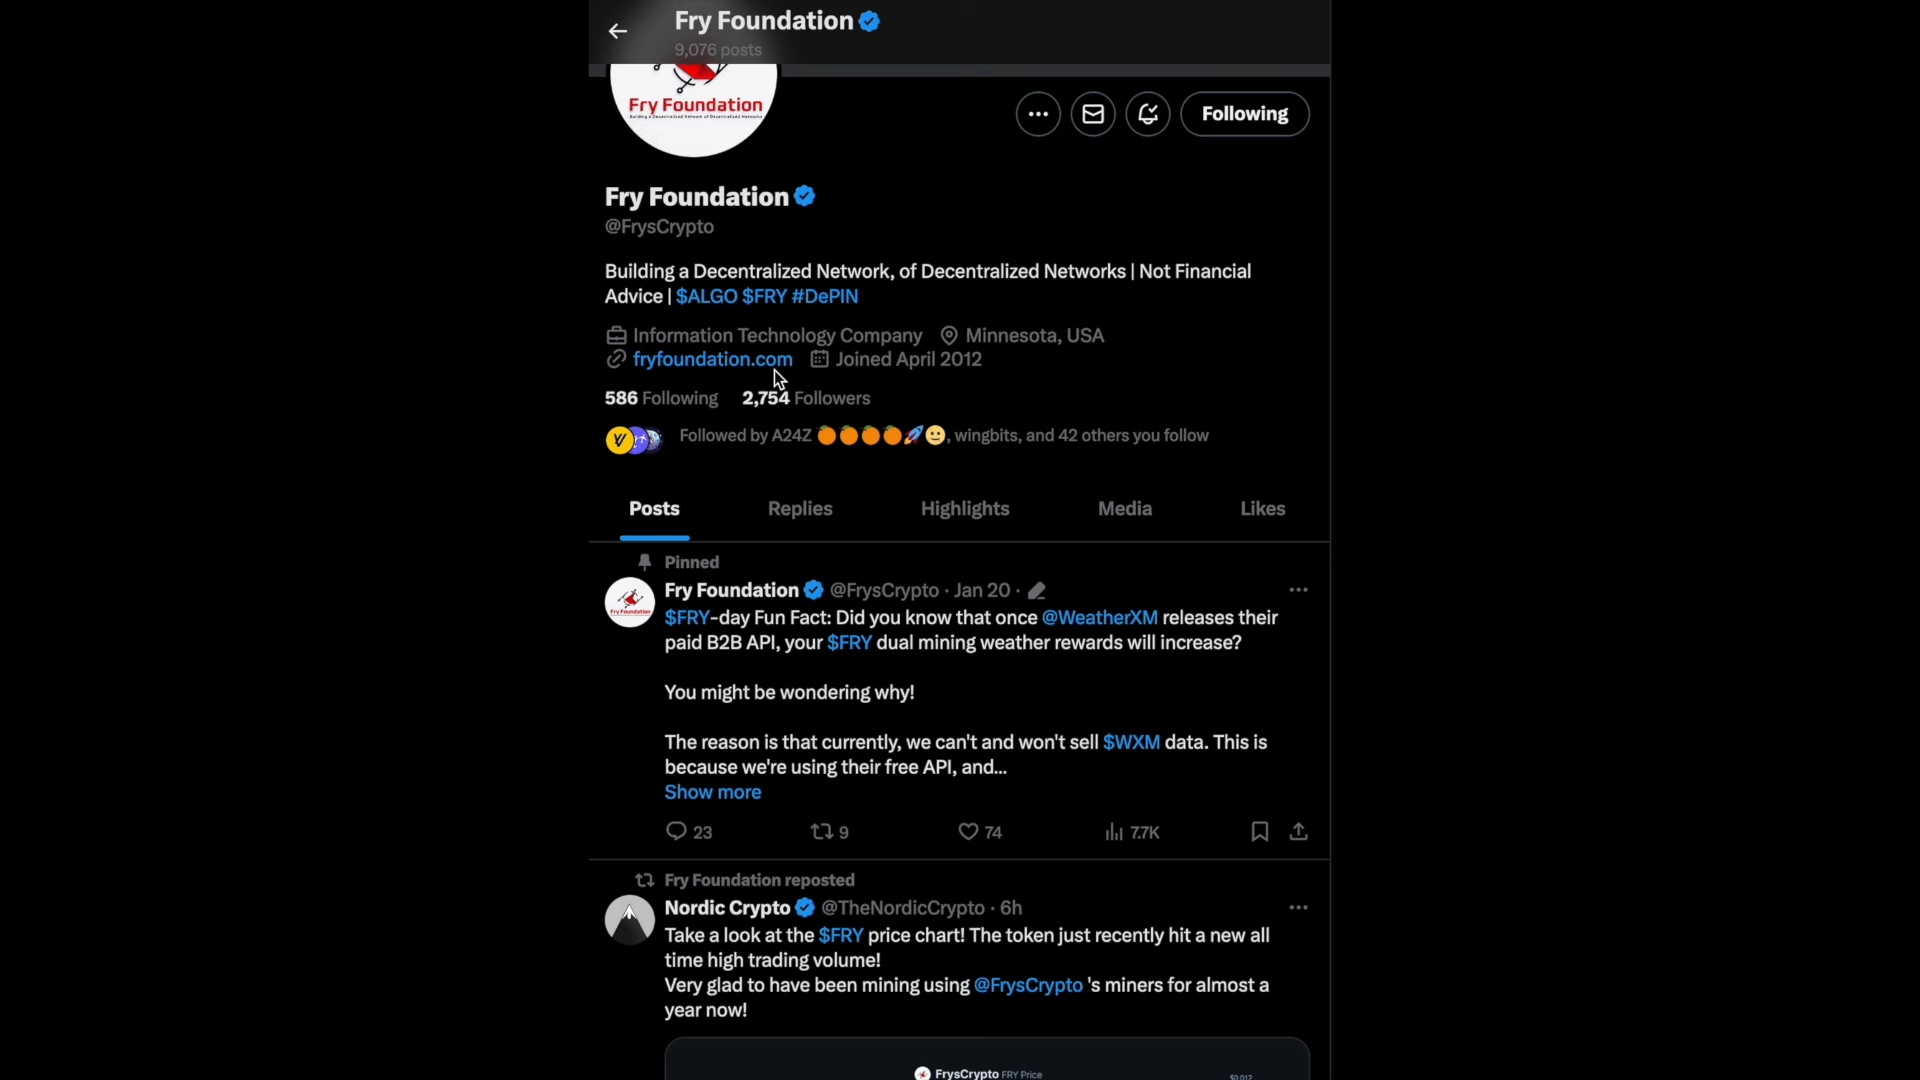 Fry Foundation
9,076 posts
Fry Foundation
Building a Decentralized Network of Decentralized Networks
Following
Fry Foundation
@FrysCrypto
Building a Decentralized Network, of Decentralized Networks | Not Financial
Advice | $ALGO $FRY #DePIN
Information Technology Company Minnesota, USA
fryfoundation.com Joined April 2012
586 Following 2,754 Followers
Followed by A24Z 🍊🍊🍊🍊🚀🙂, wingbits, and 42 others you follow
Posts Replies Highlights Media Likes
Pinned
Fry Foundation @FrysCrypto · Jan 20 ·
$FRY-day Fun Fact: Did you know that once @WeatherXM releases their
paid B2B API, your $FRY dual mining weather rewards will increase?
You might be wondering why!
The reason is that currently, we can't and won't sell $WXM data. This is
because we're using their free API, and...
Show more
23 9 74 7.7K
Fry Foundation reposted
Nordic Crypto @TheNordicCrypto · 6h
Take a look at the $FRY price chart! The token just recently hit a new all
time high trading volume!
Very glad to have been mining using @FrysCrypto 's miners for almost a
year now!
FrysCrypto FRY Price
$0.012